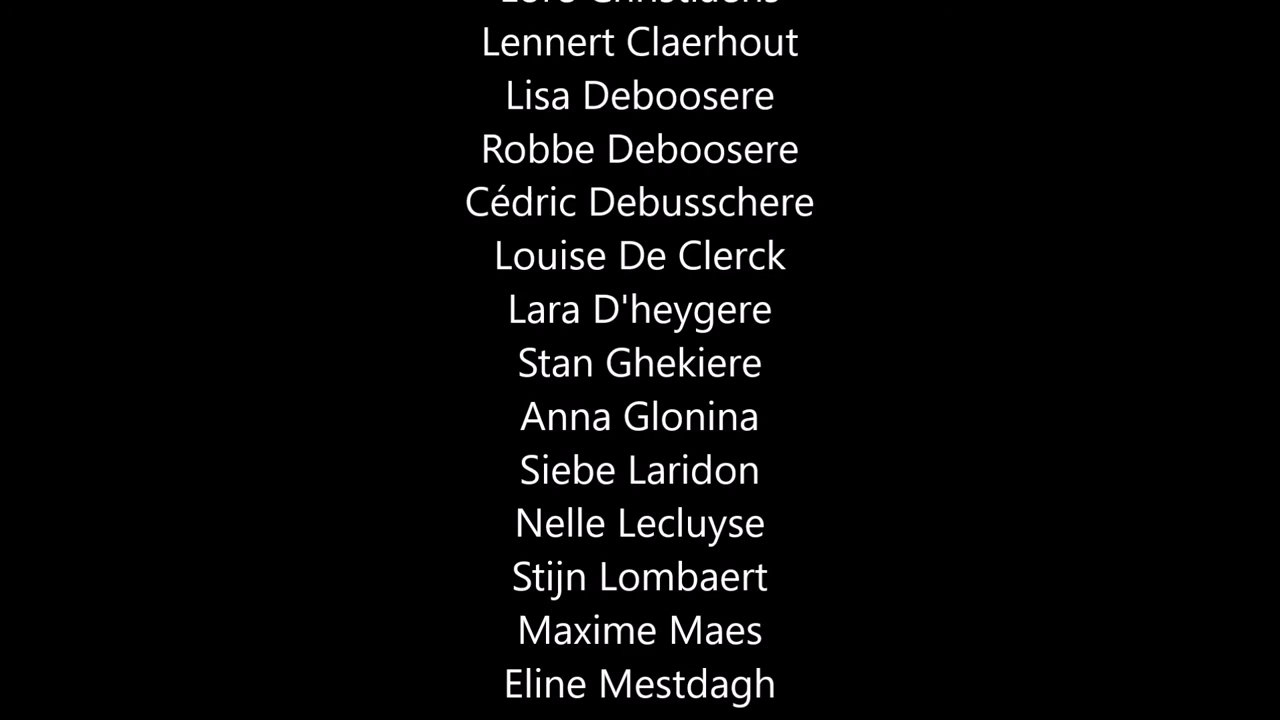 Lennert Claerhout
Lisa Deboosere
Robbe Deboosere
Cédric Debusschere
Louise De Clerck
Lara D'heygere
Stan Ghekiere
Anna Glonina
Siebe Laridon
Nelle Lecluyse
Stijn Lombaert
Maxime Maes
Eline Mestdagh